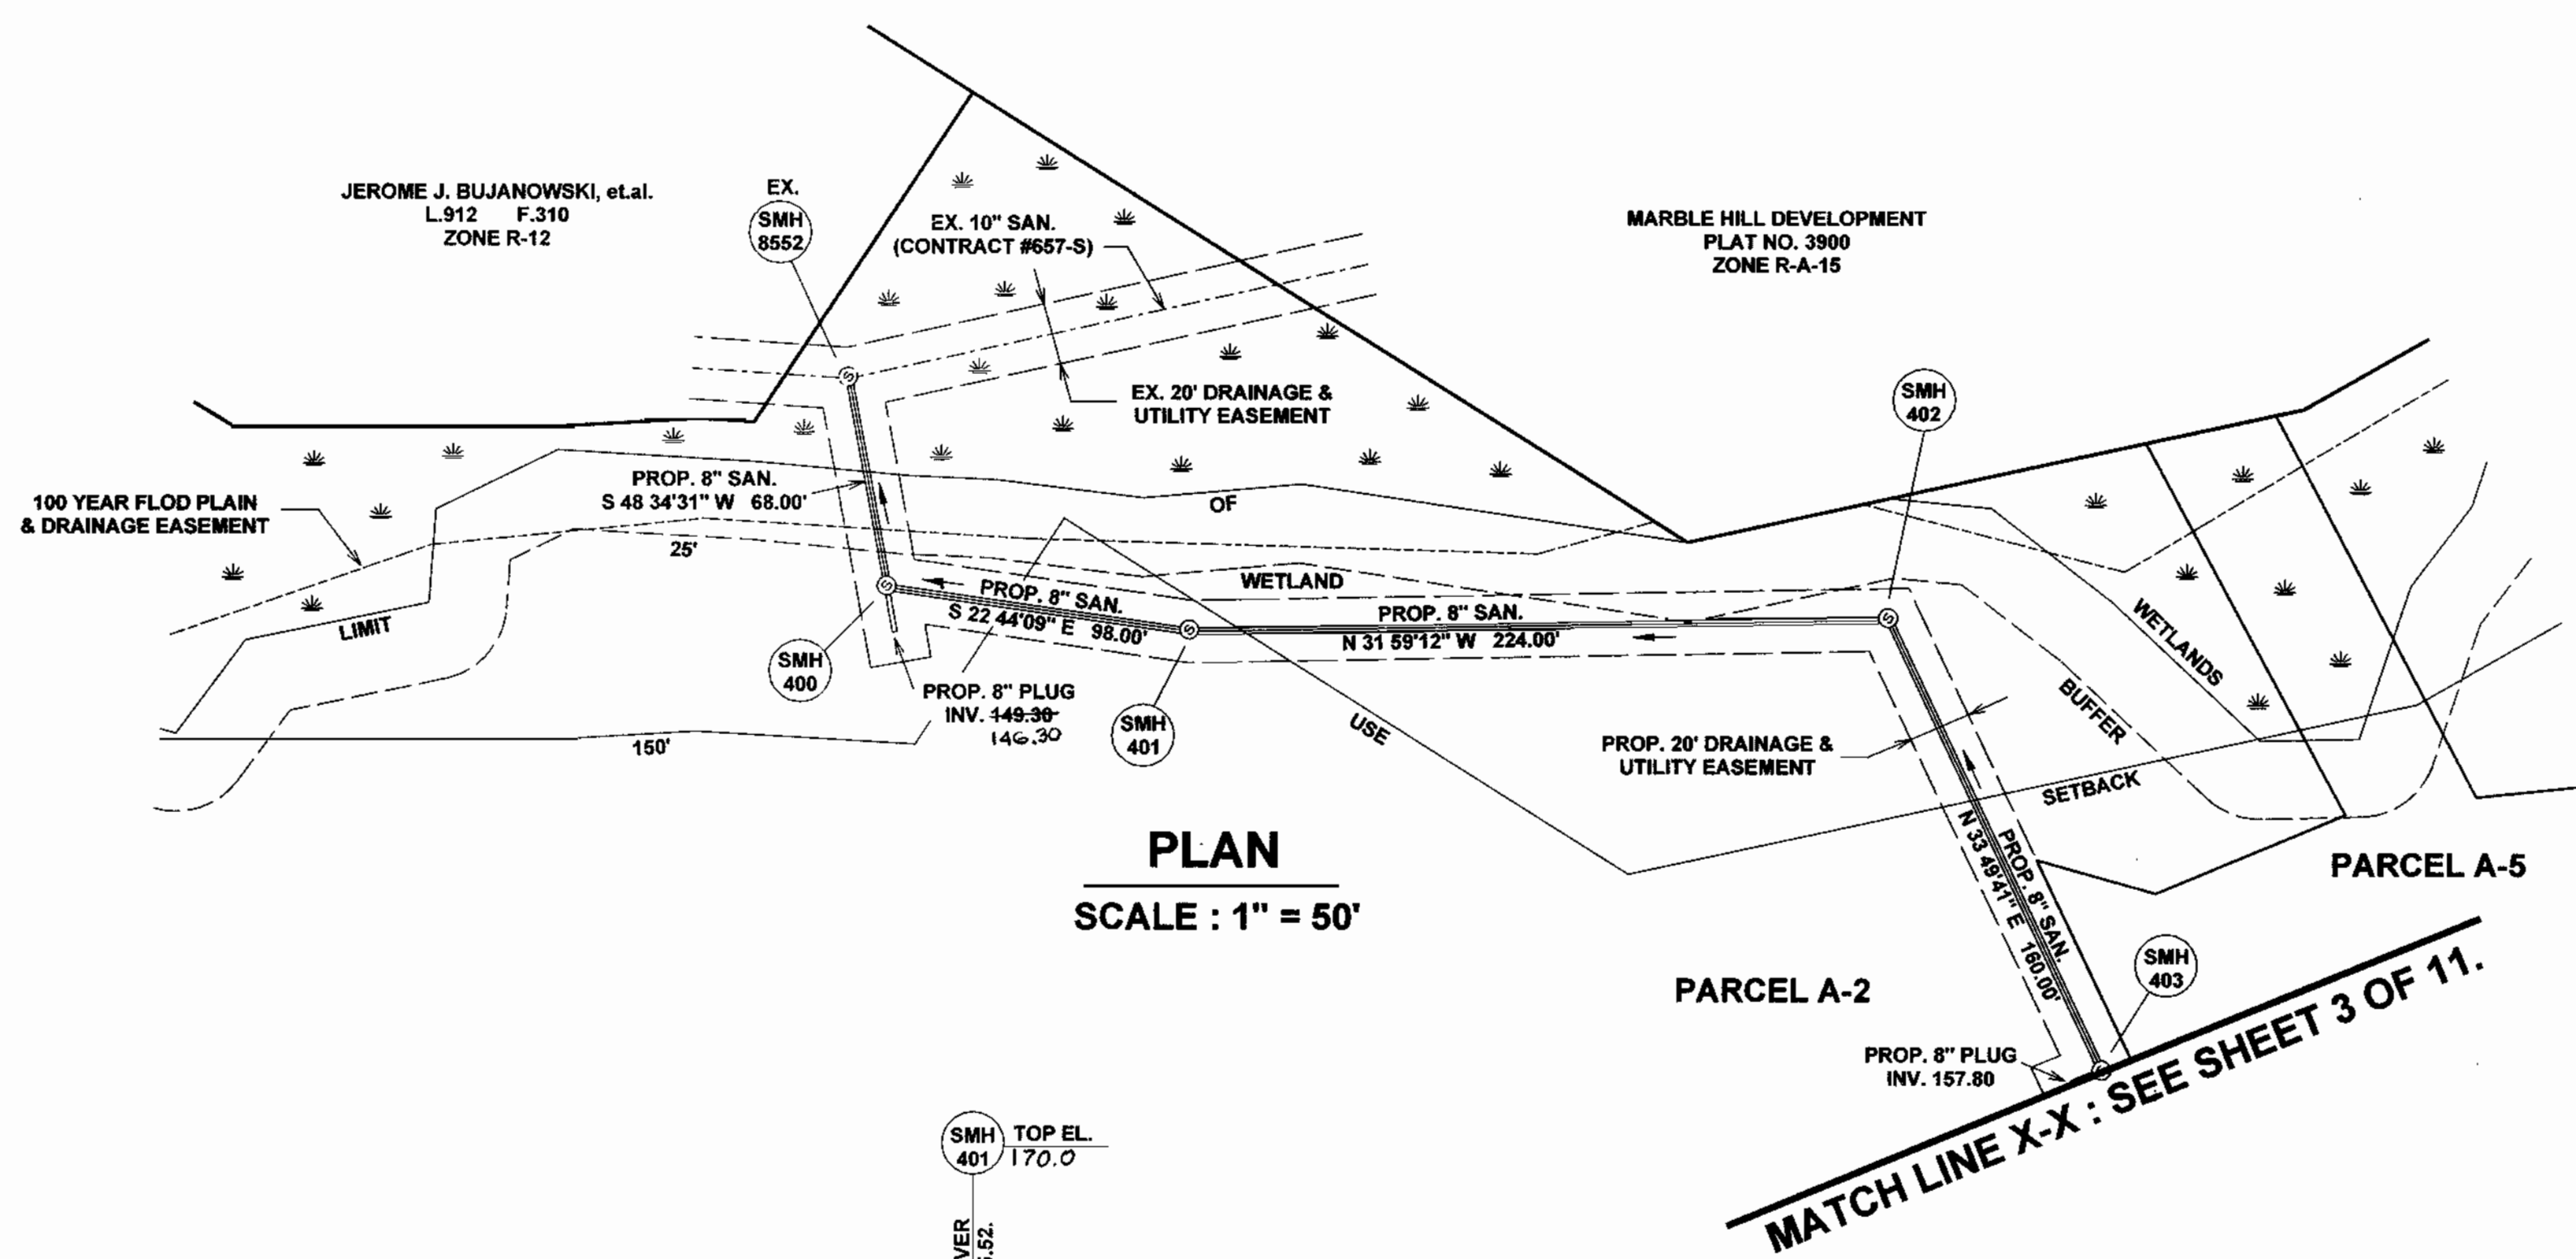 JEROME J. BUJANOWSKI, et.al.
L.912 F.310
ZONE R-12
EX.
SMH
8552
EX. 10" SAN.
(CONTRACT #657-S)
MARBLE HILL DEVELOPMENT
PLAT NO. 3900
ZONE R-A-15
EX. 20' DRAINAGE &
UTILITY EASEMENT
SMH
402
100 YEAR FLOD PLAIN
& DRAINAGE EASEMENT
PROP. 8" SAN.
S 48 34'31" W 68.00'
OF
25'
WETLAND
LIMIT
PROP. 8" SAN.
S 22 44'09" E 98.00'
PROP. 8" SAN.
N 31 59'12" W 224.00'
WETLANDS
BUFFER
SMH
400
PROP. 8" PLUG
INV. 149.30
146.30
SMH
401
USE
150'
PROP. 20' DRAINAGE &
UTILITY EASEMENT
SETBACK
PLAN
SCALE : 1" = 50'
PROP. 8" SAN.
N 33 49'41" E 160.00'
PARCEL A-5
PARCEL A-2
SMH
403
PROP. 8" PLUG
INV. 157.80
MATCH LINE X-X : SEE SHEET 3 OF 11.
SMH
401
TOP EL.
170.0